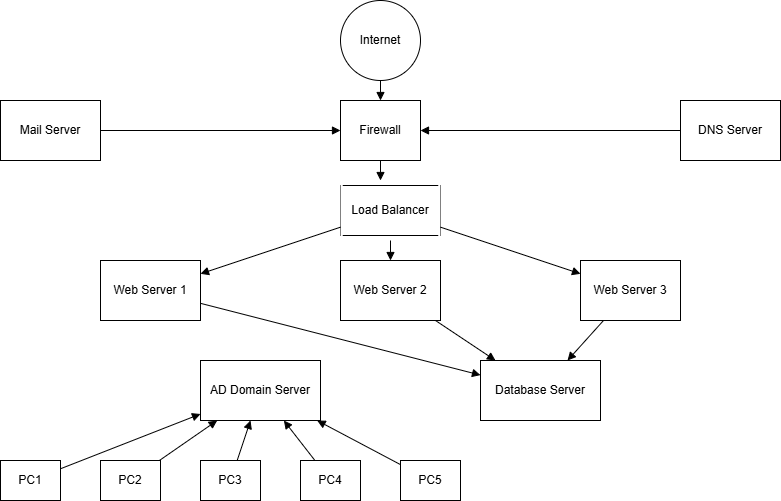 Internet
Mail Server
Firewall
DNS Server
Load Balancer
Web Server 1
Web Server 2
Web Server 3
AD Domain Server
Database Server
PC1
PC2
PC3
PC4
PC5